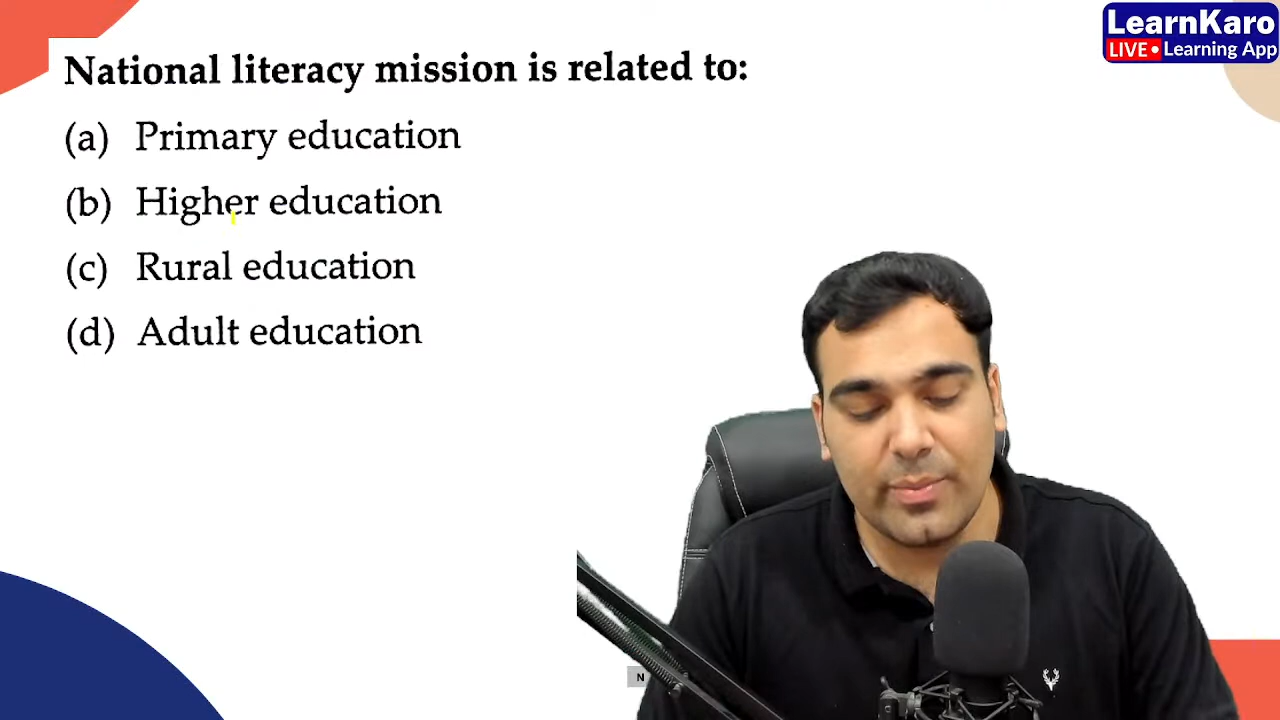 LearnKaro
LIVE • Learning App
National literacy mission is related to:
(a) Primary education
(b) Higher education
(c) Rural education
(d) Adult education
N